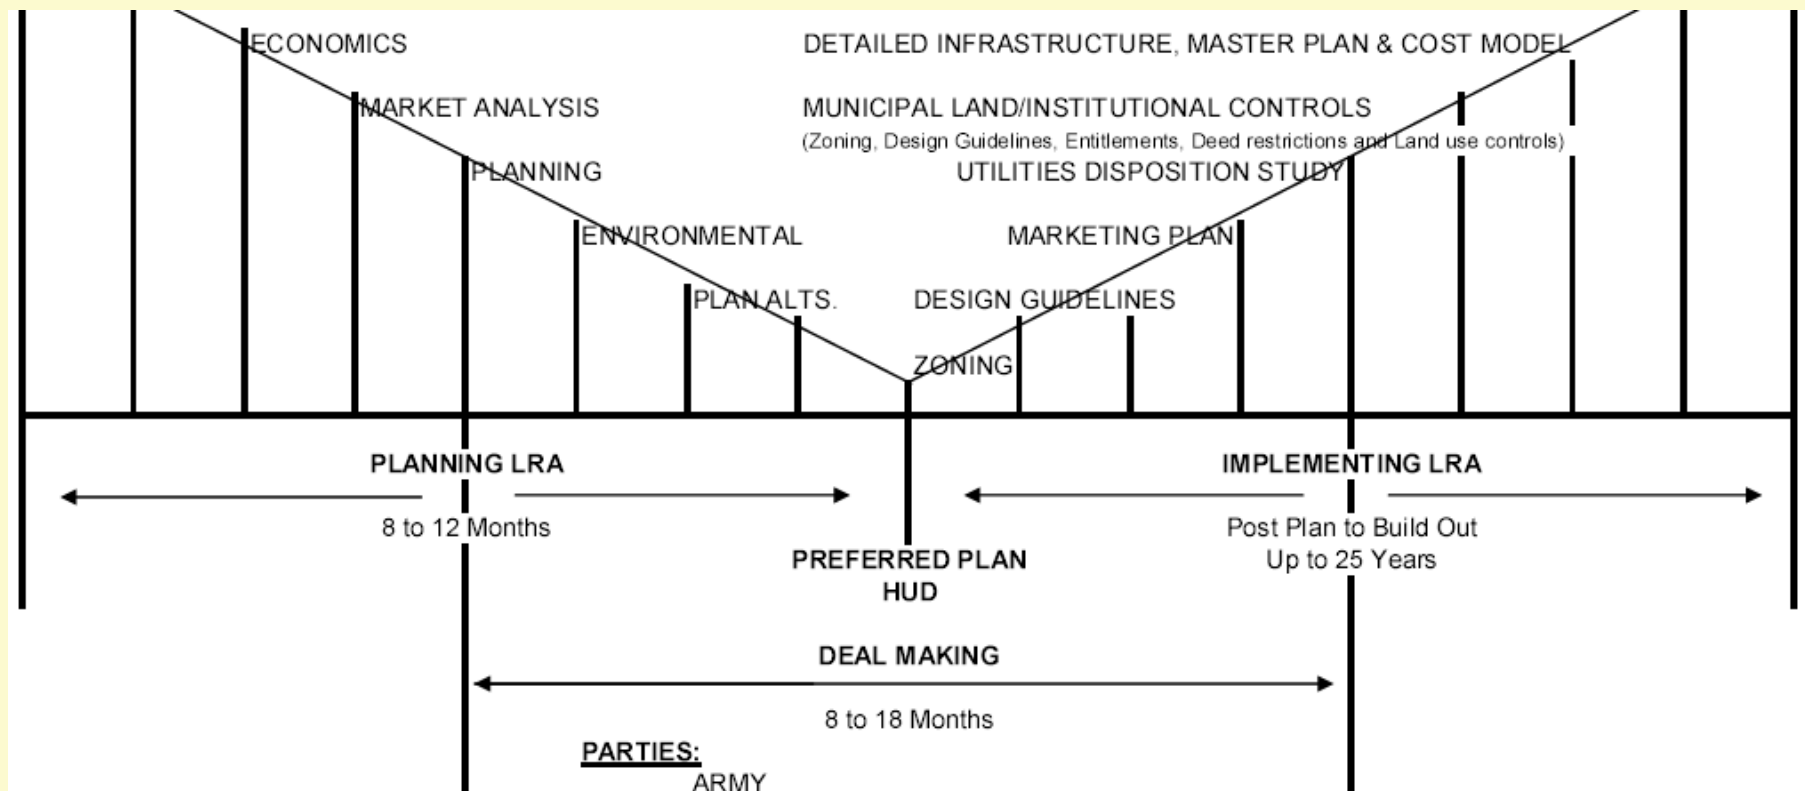 ECONOMICS
DETAILED INFRASTRUCTURE, MASTER PLAN & COST MODEL
MARKET ANALYSIS
MUNICIPAL LAND/INSTITUTIONAL CONTROLS
(Zoning, Design Guidelines, Entitlements, Deed restrictions and Land use controls)
PLANNING
UTILITIES DISPOSITION STUDY
ENVIRONMENTAL
MARKETING PLAN
PLAN ALTS.
DESIGN GUIDELINES
ZONING
PLANNING LRA
IMPLEMENTING LRA
8 to 12 Months
Post Plan to Build Out
Up to 25 Years
PREFERRED PLAN
HUD
DEAL MAKING
8 to 18 Months
PARTIES:
ARMY